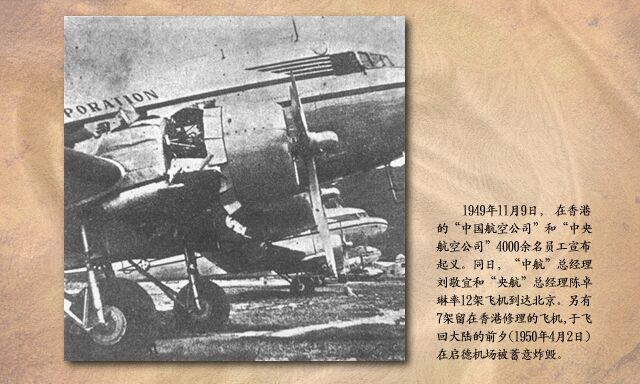 PORATION
1949年11月9日，在香港
的“中国航空公司”和“中央
航空公司”4000余名员工宣布
起义。同日，“中航”总经理
刘敬宜和“央航”总经理陈卓
琳率12架飞机到达北京。另有
7架留在香港修理的飞机,于飞
回大陆的前夕(1950年4月2日)
在启德机场被蓄意炸毁。